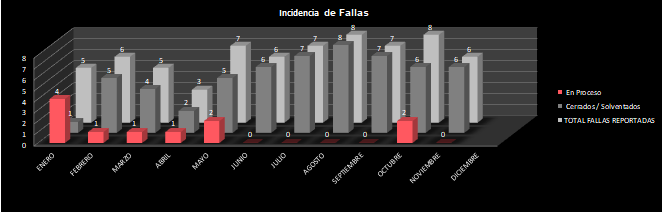 Incidencia de Fallas
8
7
6
5
4
3
2
1
0
5 6 5 3 7 6 7 8 7 8 6
1 5 4 2 5 6 7 8 7 6 6
4 1 1 1 2 0 0 0 0 2 0
ENERO
FEBRERO
MARZO
ABRIL
MAYO
JUNIO
JULIO
AGOSTO
SEPTIEMBRE
OCTUBRE
NOVIEMBRE
DICIEMBRE
En Proceso
Cerrados / Solventados
TOTAL FALLAS REPORTADAS